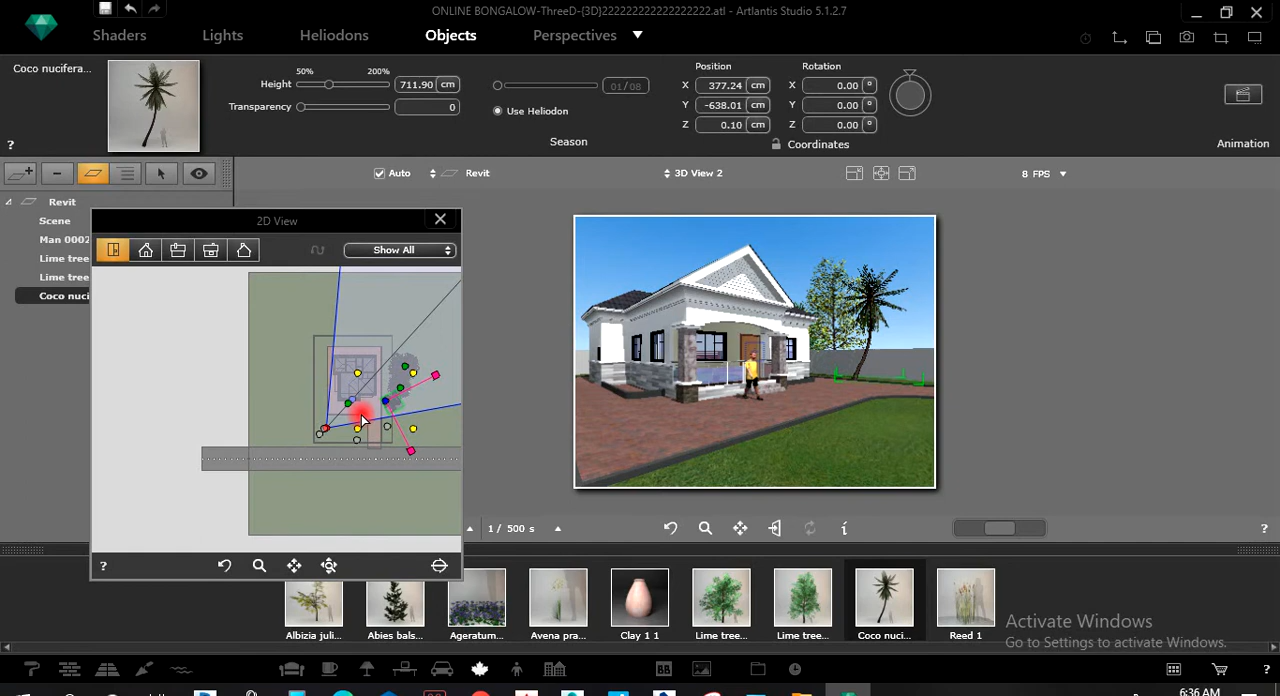 ONLINE BONGALOW-ThreeD-{3D}22222222222222222.atl - Artlantis Studio 5.1.2.7
Shaders Lights Heliodons Objects Perspectives
Coco nucifera...
50% 200%
Height 711.90 cm
Transparency 0
01/08
Use Heliodon
Season
Position Rotation
X 377.24 cm X 0.00 °
Y -638.01 cm Y 0.00 °
Z 0.10 cm Z 0.00 °
Coordinates
Animation
?
Auto Revit 3D View 2 8 FPS
Revit
Scene
Man 0002
Lime tree
Lime tree
Coco nuci
2D View
Show All
?
1 / 500 s
i
?
Albizia juli... Abies bals... Ageratum... Avena pra... Clay 1 1 Lime tree... Lime tree... Coco nuci... Reed 1
Activate Windows
Go to Settings to activate Windows.
BB
?
6:36 AM